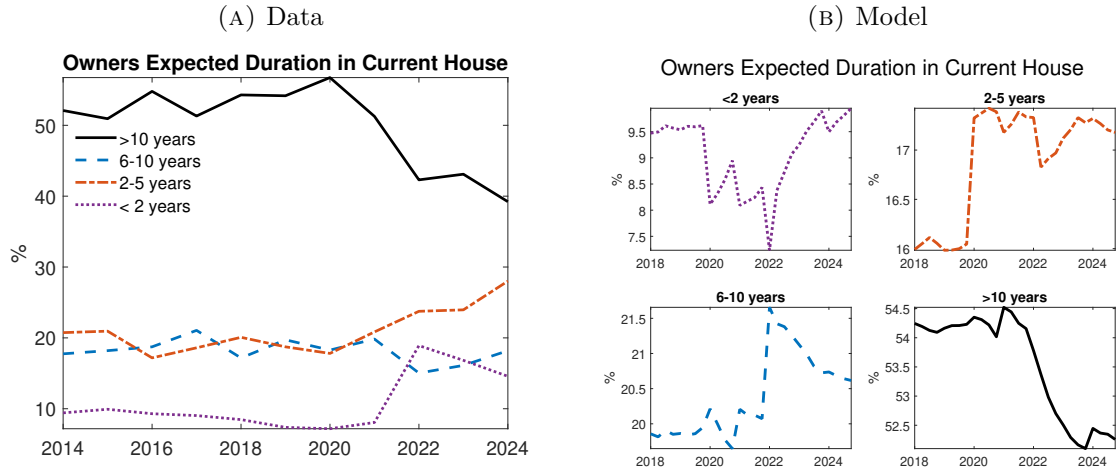 (A) Data
Owners Expected Duration in Current House
50
40
30
20
10
%
>10 years
6-10 years
2-5 years
< 2 years
2014 2016 2018 2020 2022 2024
(B) Model
Owners Expected Duration in Current House
<2 years
9.5
9
8.5
8
7.5
%
2018 2020 2022 2024
2-5 years
17
16
%
2018 2020 2022 2024
6-10 years
21.5
21
20.5
20
%
2018 2020 2022 2024
>10 years
54.5
54
53.5
53
52.5
%
2018 2020 2022 2024